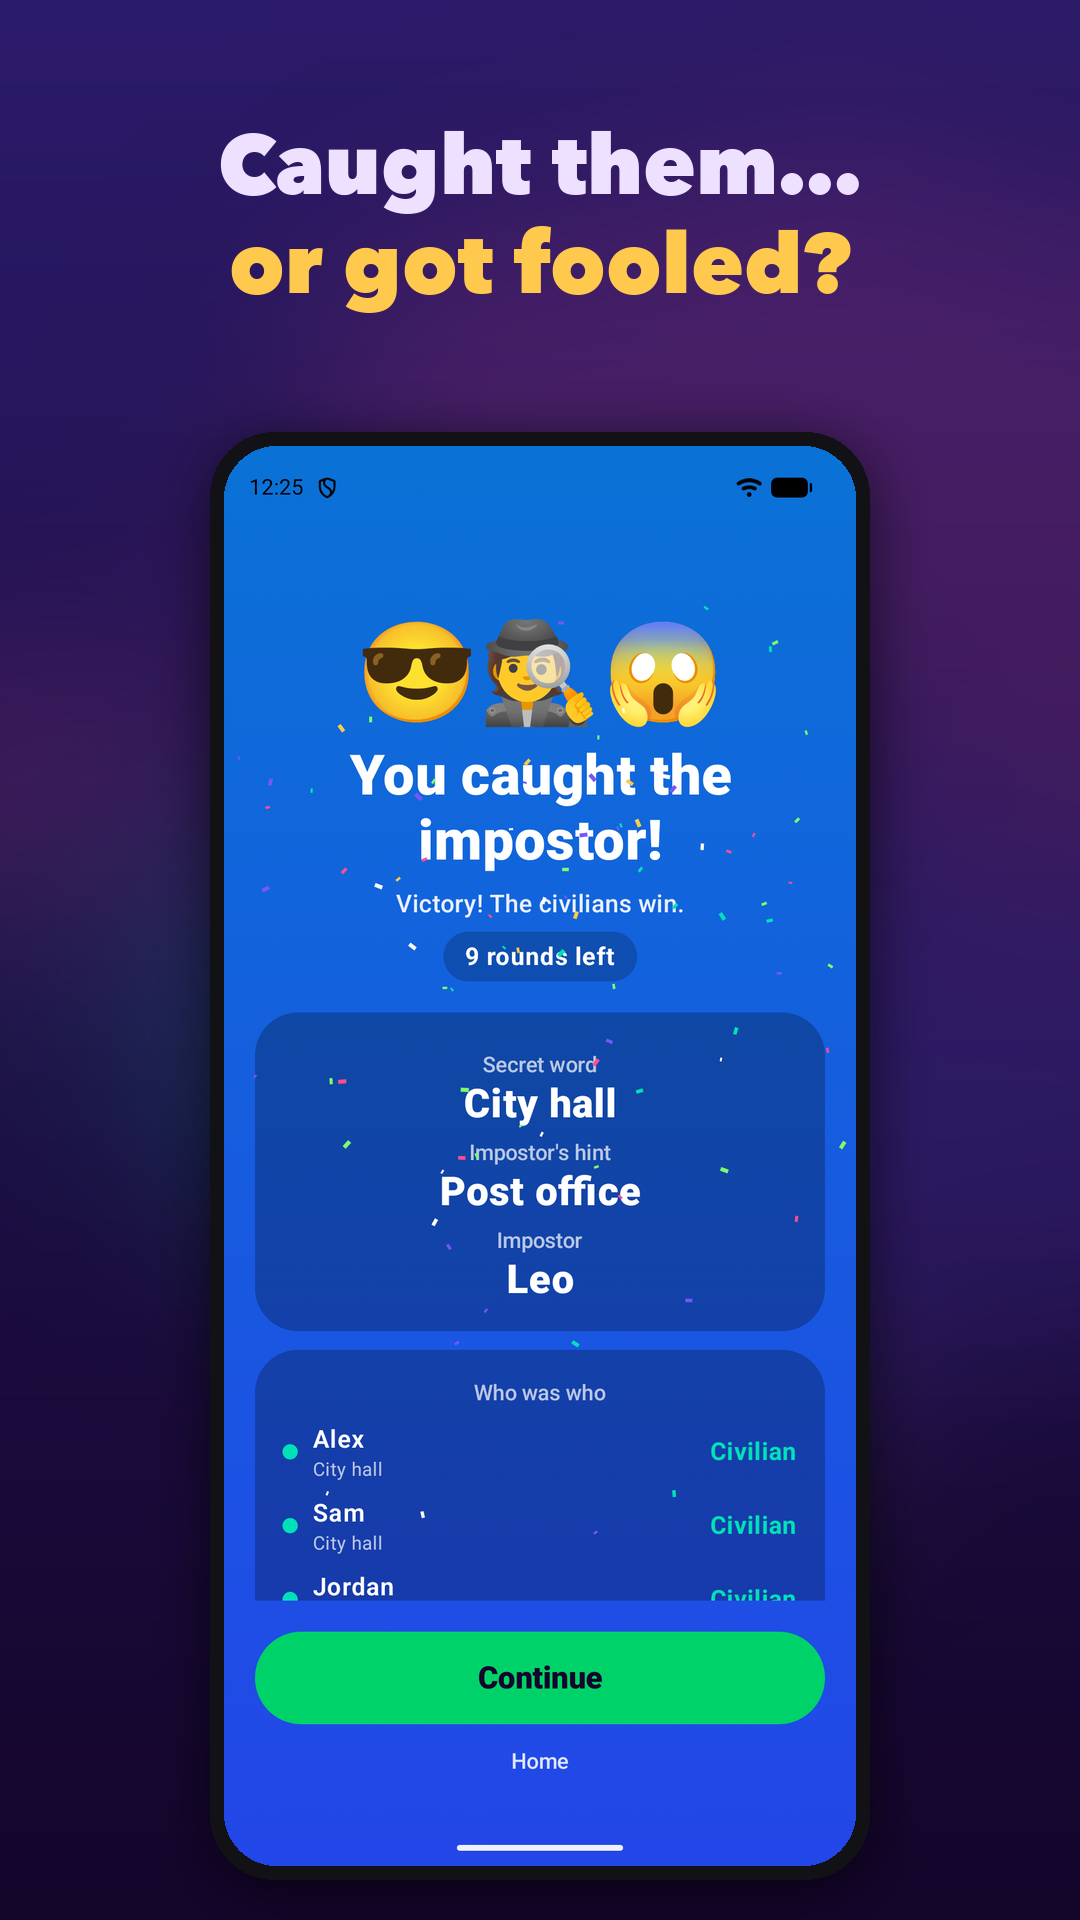 Caught them...
or got fooled?
12:25
You caught the
impostor!
Victory! The civilians win.
9 rounds left
Secret word
City hall
Impostor's hint
Post office
Impostor
Leo
Who was who
Alex
Civilian
City hall
Sam
Civilian
City hall
Jordan
Civilian
Continue
Home